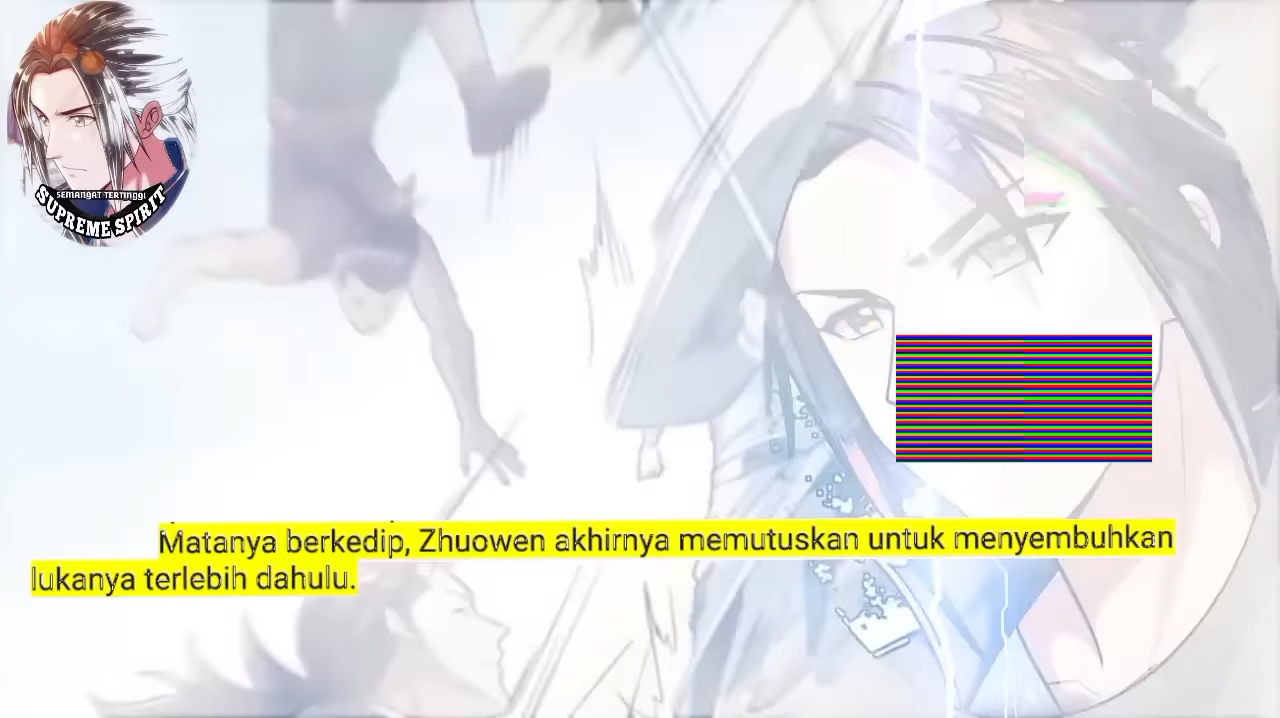 SEMANGAT TERTINGGI
SUPREME SPIRIT
Matanya berkedip, Zhuowen akhirnya memutuskan untuk menyembuhkan
lukanya terlebih dahulu.